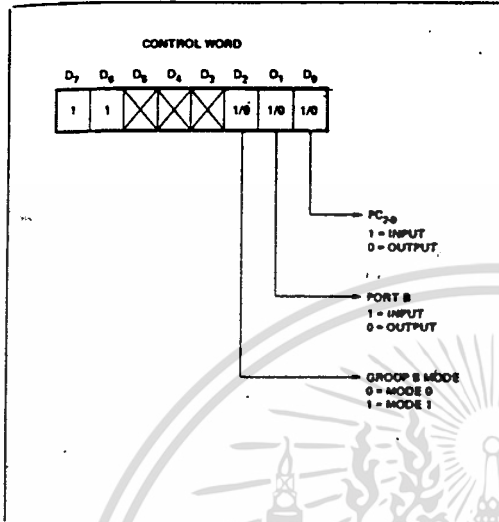 CONTROL WORD
D7 D6 D5 D4 D3 D2 D1 D0
1 1 1/0 1/0 1/0
PC2-0
1 = INPUT
0 = OUTPUT
PORT B
1 = INPUT
0 = OUTPUT
GROUP B MODE
0 = MODE 0
1 = MODE 1